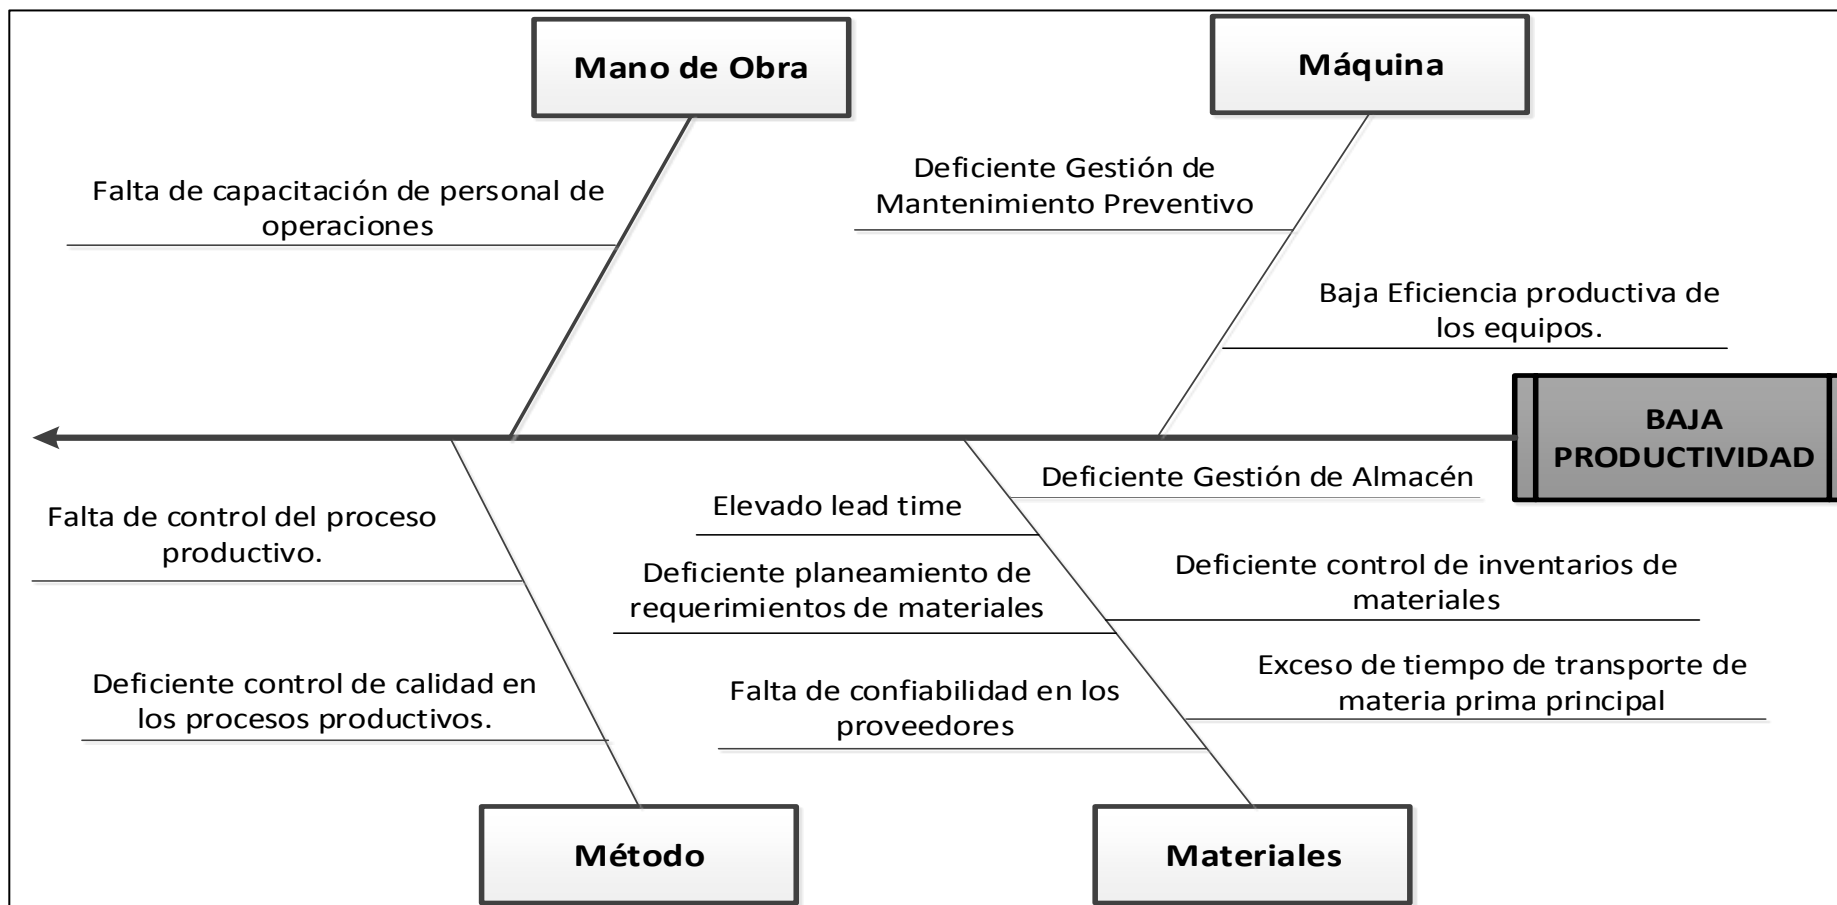 Mano de Obra
Máquina
Falta de capacitación de personal de
operaciones
Deficiente Gestión de
Mantenimiento Preventivo
Baja Eficiencia productiva de
los equipos.
BAJA
PRODUCTIVIDAD
Falta de control del proceso
productivo.
Deficiente control de calidad en
los procesos productivos.
Elevado lead time
Deficiente planeamiento de
requerimientos de materiales
Falta de confiabilidad en los
proveedores
Deficiente Gestión de Almacén
Deficiente control de inventarios de
materiales
Exceso de tiempo de transporte de
materia prima principal
Método
Materiales